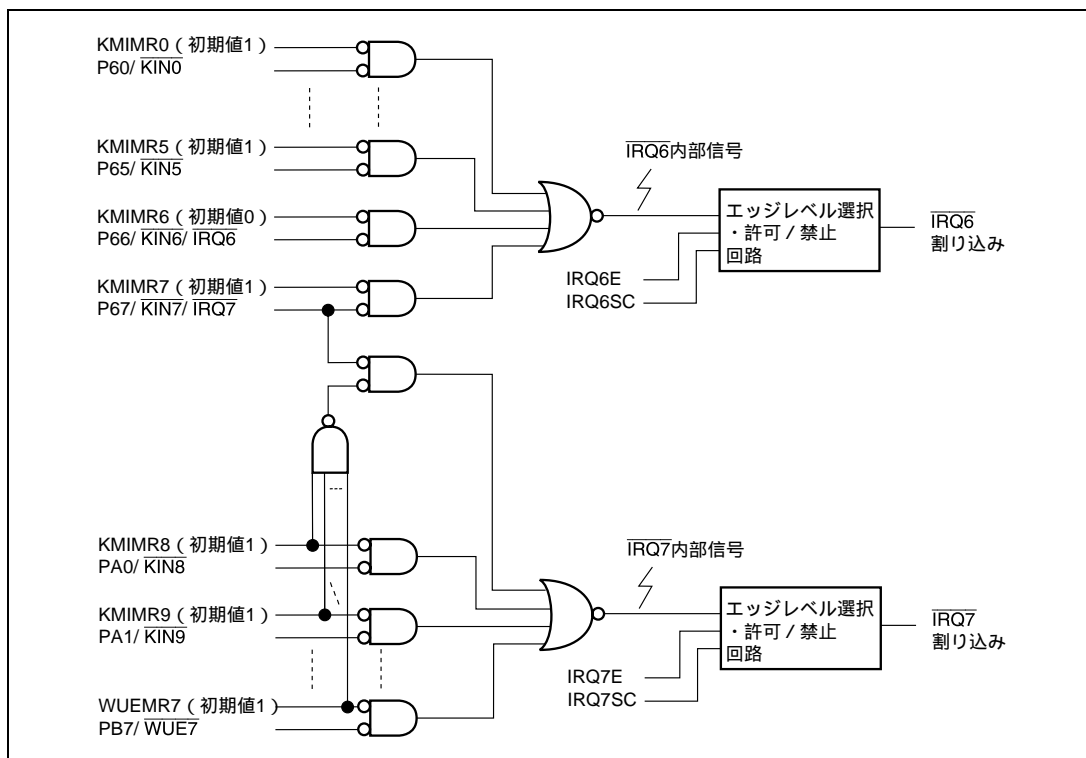 KMIMR0（初期値1）
P60/ KIN0
KMIMR5（初期値1）
P65/ KIN5
KMIMR6（初期値0）
P66/ KIN6/ IRQ6
KMIMR7（初期値1）
P67/ KIN7/ IRQ7
IRQ6内部信号
エッジレベル選択
・許可 / 禁止
回路
IRQ6E
IRQ6SC
IRQ6
割り込み
KMIMR8（初期値1）
PA0/ KIN8
KMIMR9（初期値1）
PA1/ KIN9
WUEMR7（初期値1）
PB7/ WUE7
IRQ7内部信号
エッジレベル選択
・許可 / 禁止
回路
IRQ7E
IRQ7SC
IRQ7
割り込み